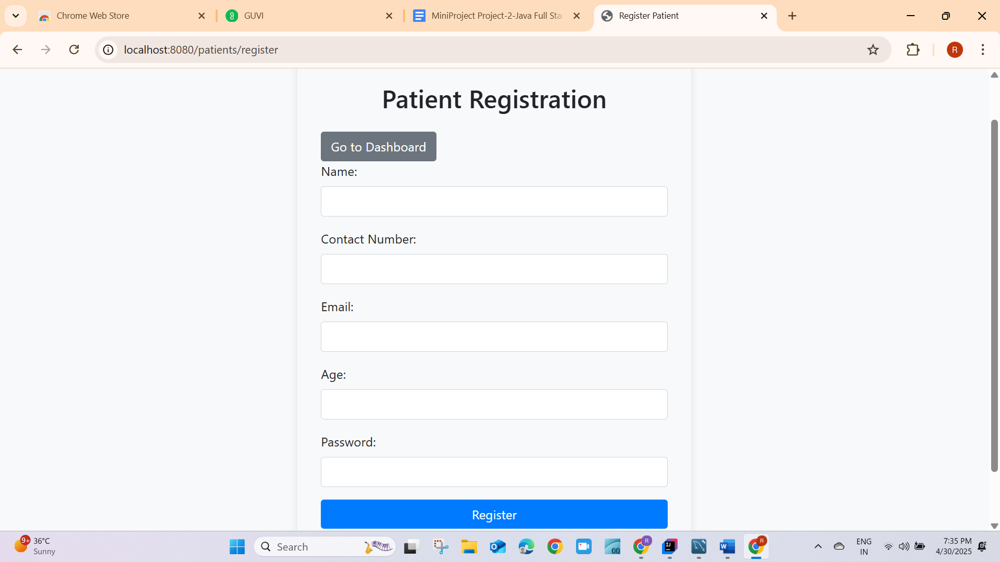 Chrome Web Store
GUVI
MiniProject Project-2-Java Full Sta
Register Patient
localhost:8080/patients/register
R
Patient Registration
Go to Dashboard
Name:
Contact Number:
Email:
Age:
Password:
Register
9+
36°C
Sunny
Search
ENG
IN
7:35 PM
4/30/2025